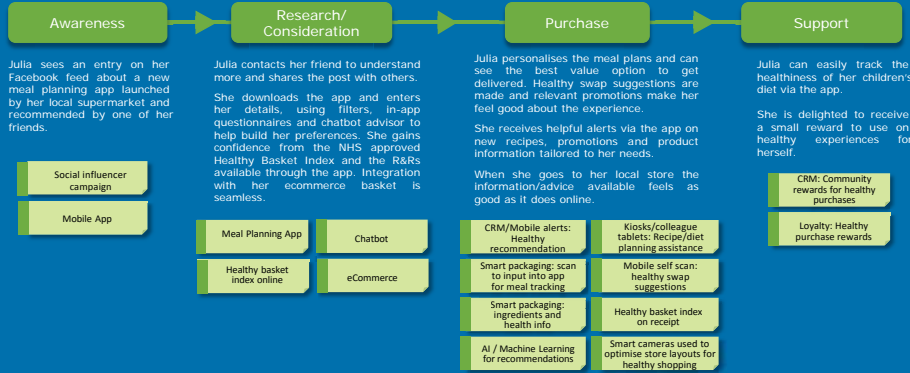 Awareness
Research/
Consideration
Purchase
Support
Julia sees an entry on her
Facebook feed about a new
meal planning app launched
by her local supermarket and
recommended by one of her
friends.
Social influencer
campaign
Mobile App
Julia contacts her friend to understand
more and shares the post with others.
She downloads the app and enters
her details, using filters, in-app
questionnaires and chatbot advisor to
help build her preferences. She gains
confidence from the NHS approved
Healthy Basket Index and the R&Rs
available through the app. Integration
with her ecommerce basket is
seamless.
Meal Planning App
Chatbot
Healthy basket
index online
eCommerce
Julia personalises the meal plans and can
see the best value option to get
delivered. Healthy swap suggestions are
made and relevant promotions make her
feel good about the experience.
She receives helpful alerts via the app on
new recipes, promotions and product
information tailored to her needs.
When she goes to her local store the
information/advice available feels as
good as it does online.
CRM/Mobile alerts:
Healthy
recommendation
Kiosks/colleague
tablets: Recipe/diet
planning assistance
Smart packaging: scan
to input into app
for meal tracking
Mobile self scan:
healthy swap
suggestions
Smart packaging:
ingredients and
health info
Healthy basket index
on receipt
AI / Machine Learning
for recommendations
Smart cameras used to
optimise store layouts for
healthy shopping
Julia can easily track the
healthiness of her children's
diet via the app.
She is delighted to receive
a small reward to use on
healthy experiences for
herself.
CRM: Community
rewards for healthy
purchases
Loyalty: Healthy
purchase rewards